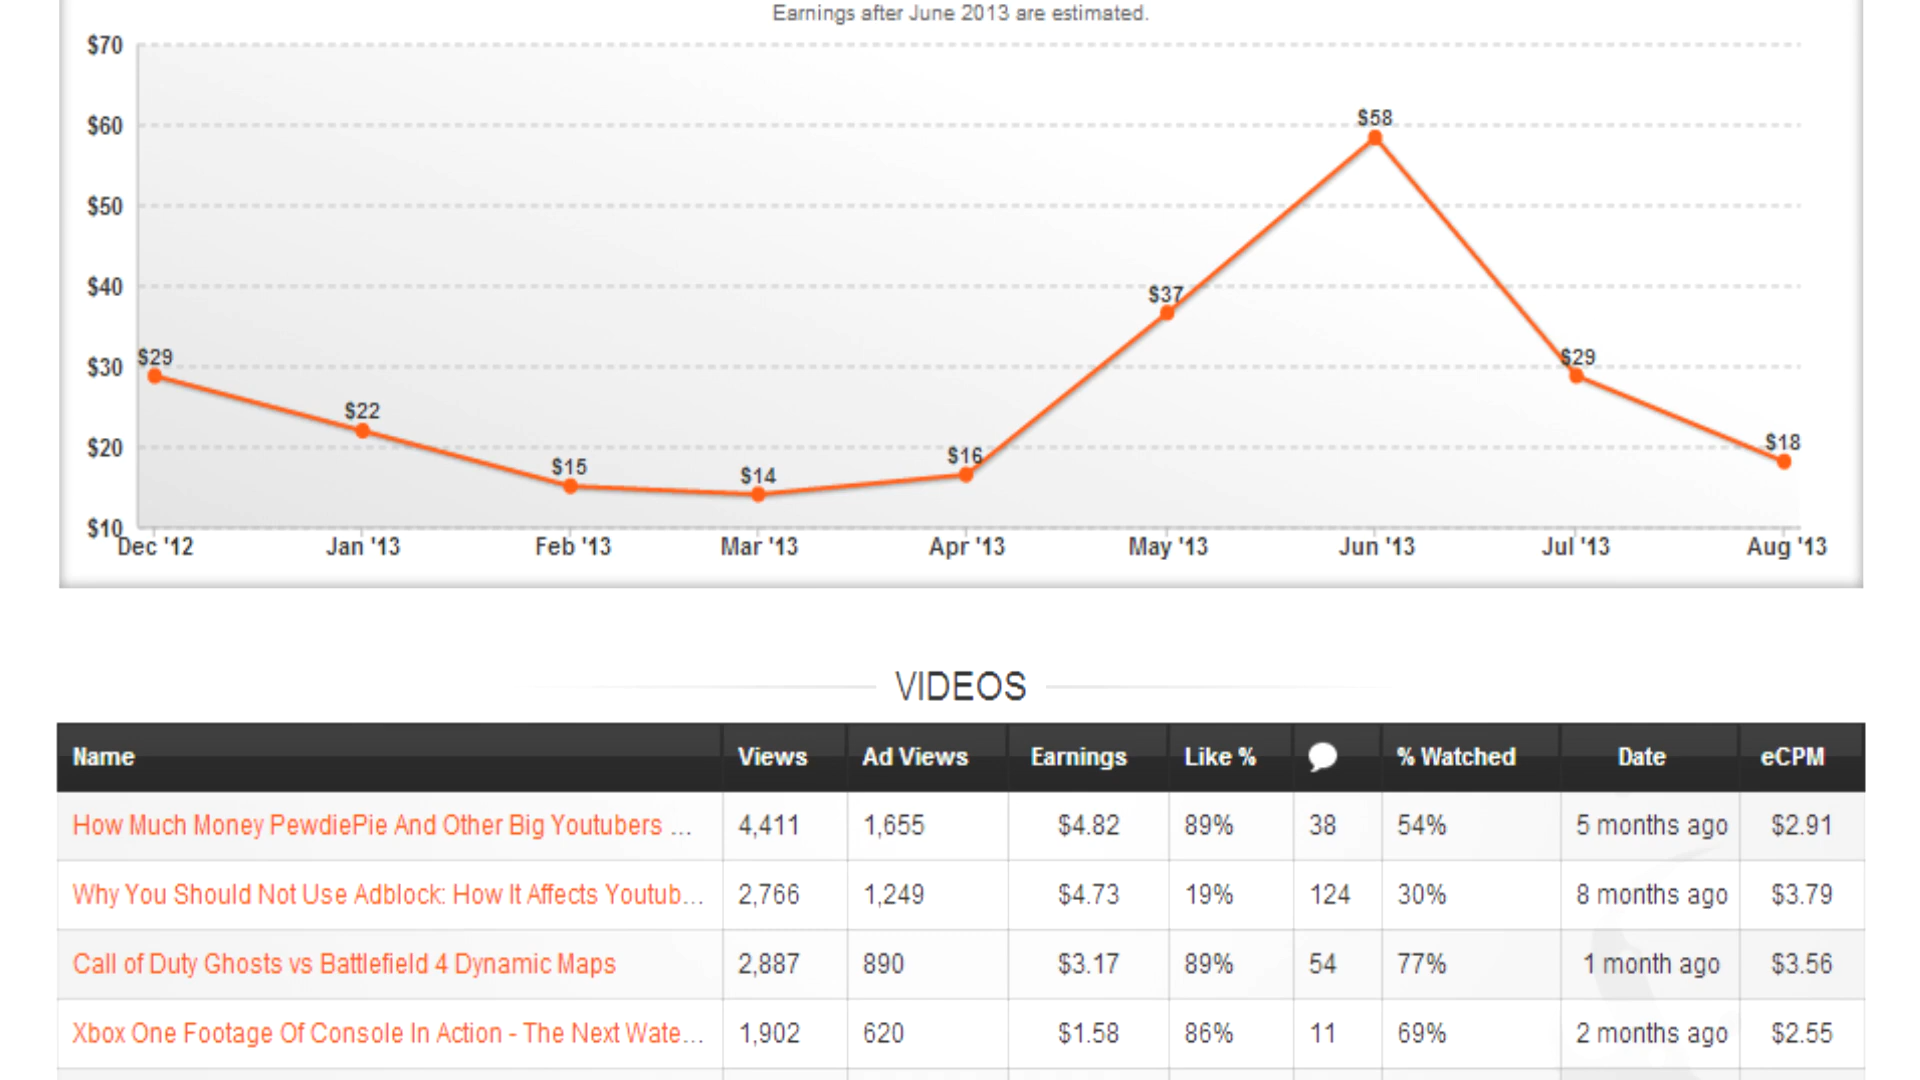 Earnings after June 2013 are estimated.
$70
$60
$50
$40
$30
$20
$10
$29
$22
$15
$14
$16
$37
$58
$29
$18
Dec '12 Jan '13 Feb '13 Mar '13 Apr '13 May '13 Jun '13 Jul '13 Aug '13
VIDEOS
Name Views Ad Views Earnings Like % % Watched Date eCPM
How Much Money PewdiePie And Other Big Youtubers ... 4,411 1,655 $4.82 89% 38 54% 5 months ago $2.91
Why You Should Not Use Adblock: How It Affects Youtub... 2,766 1,249 $4.73 19% 124 30% 8 months ago $3.79
Call of Duty Ghosts vs Battlefield 4 Dynamic Maps 2,887 890 $3.17 89% 54 77% 1 month ago $3.56
Xbox One Footage Of Console In Action - The Next Wate... 1,902 620 $1.58 86% 11 69% 2 months ago $2.55